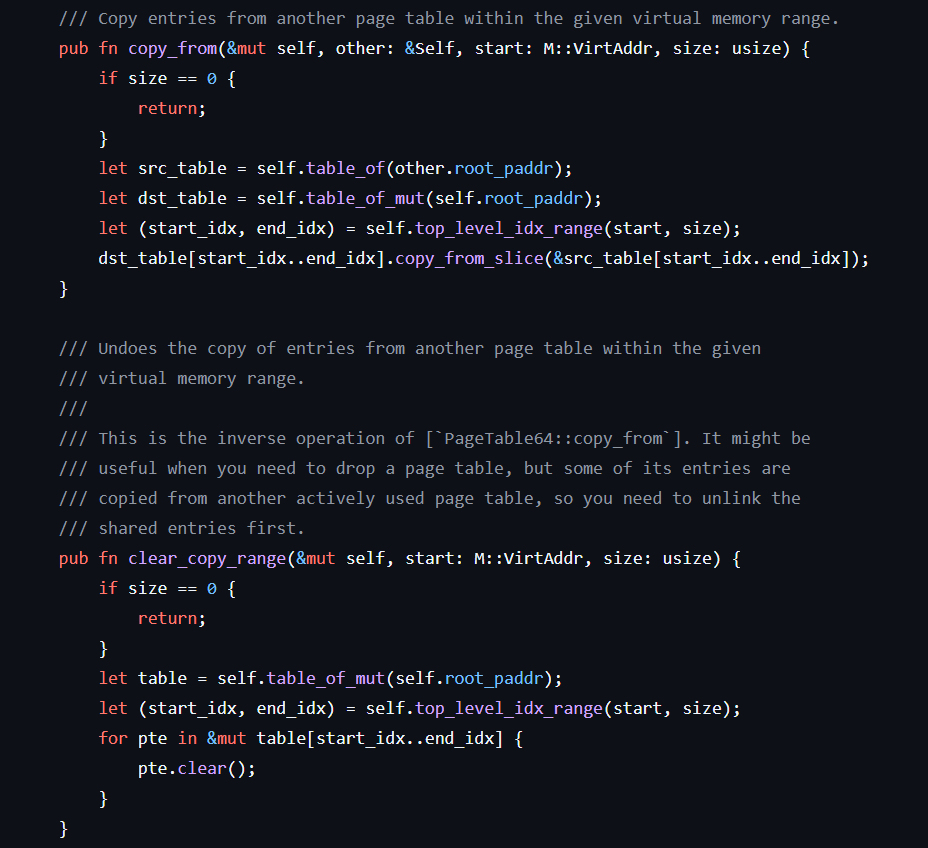 /// Copy entries from another page table within the given virtual memory range.
pub fn copy_from(&mut self, other: &Self, start: M::VirtAddr, size: usize) {
    if size == 0 {
        return;
    }
    let src_table = self.table_of(other.root_paddr);
    let dst_table = self.table_of_mut(self.root_paddr);
    let (start_idx, end_idx) = self.top_level_idx_range(start, size);
    dst_table[start_idx..end_idx].copy_from_slice(&src_table[start_idx..end_idx]);
}

/// Undoes the copy of entries from another page table within the given
/// virtual memory range.
///
/// This is the inverse operation of [`PageTable64::copy_from`]. It might be
/// useful when you need to drop a page table, but some of its entries are
/// copied from another actively used page table, so you need to unlink the
/// shared entries first.
pub fn clear_copy_range(&mut self, start: M::VirtAddr, size: usize) {
    if size == 0 {
        return;
    }
    let table = self.table_of_mut(self.root_paddr);
    let (start_idx, end_idx) = self.top_level_idx_range(start, size);
    for pte in &mut table[start_idx..end_idx] {
        pte.clear();
    }
}